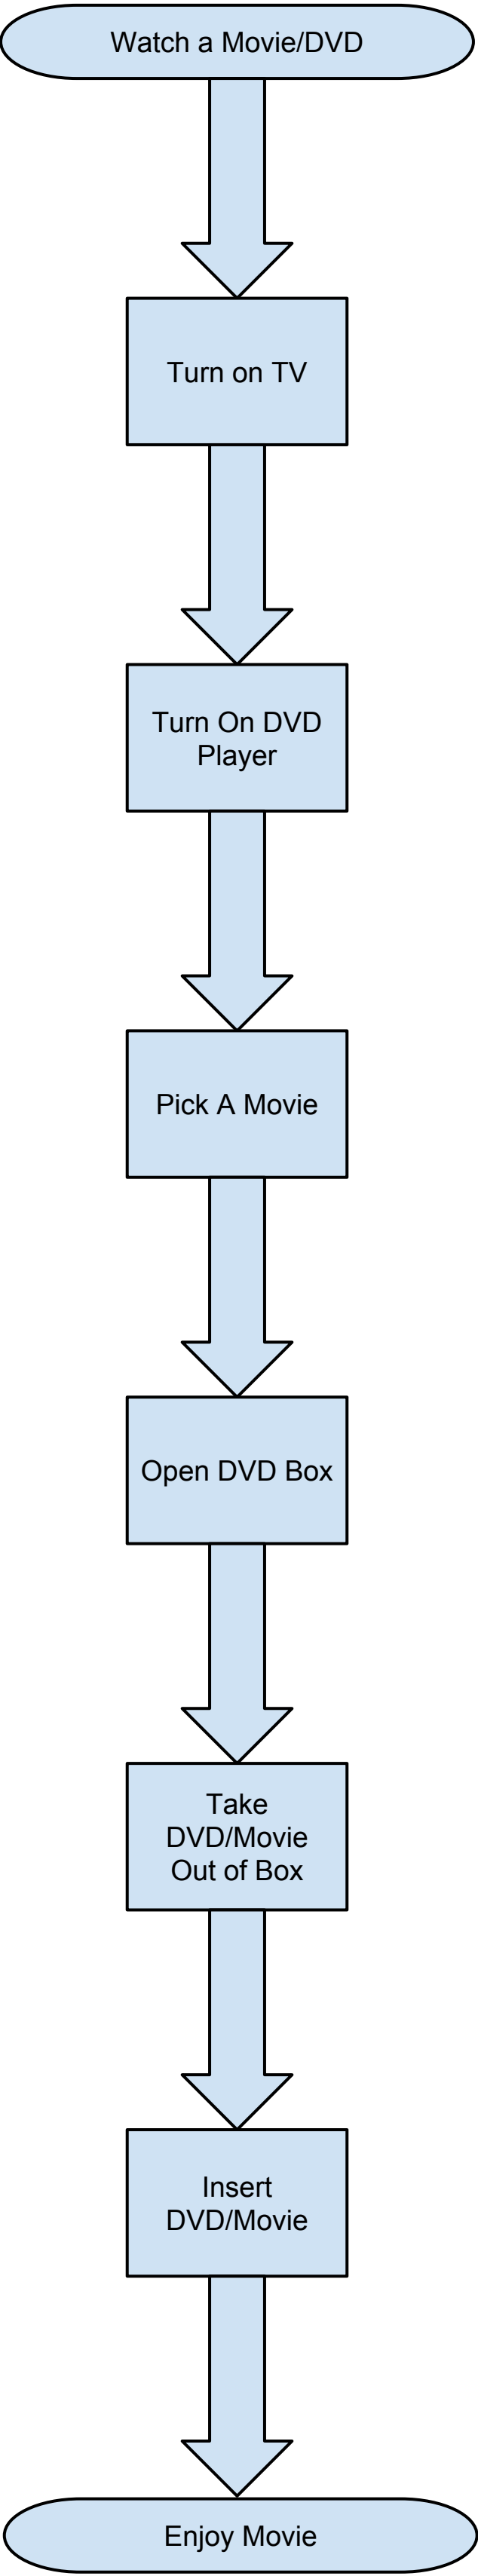 Watch a Movie/DVD
Turn on TV
Turn On DVD
Player
Pick A Movie
Open DVD Box
Take
DVD/Movie
Out of Box
Insert
DVD/Movie
Enjoy Movie